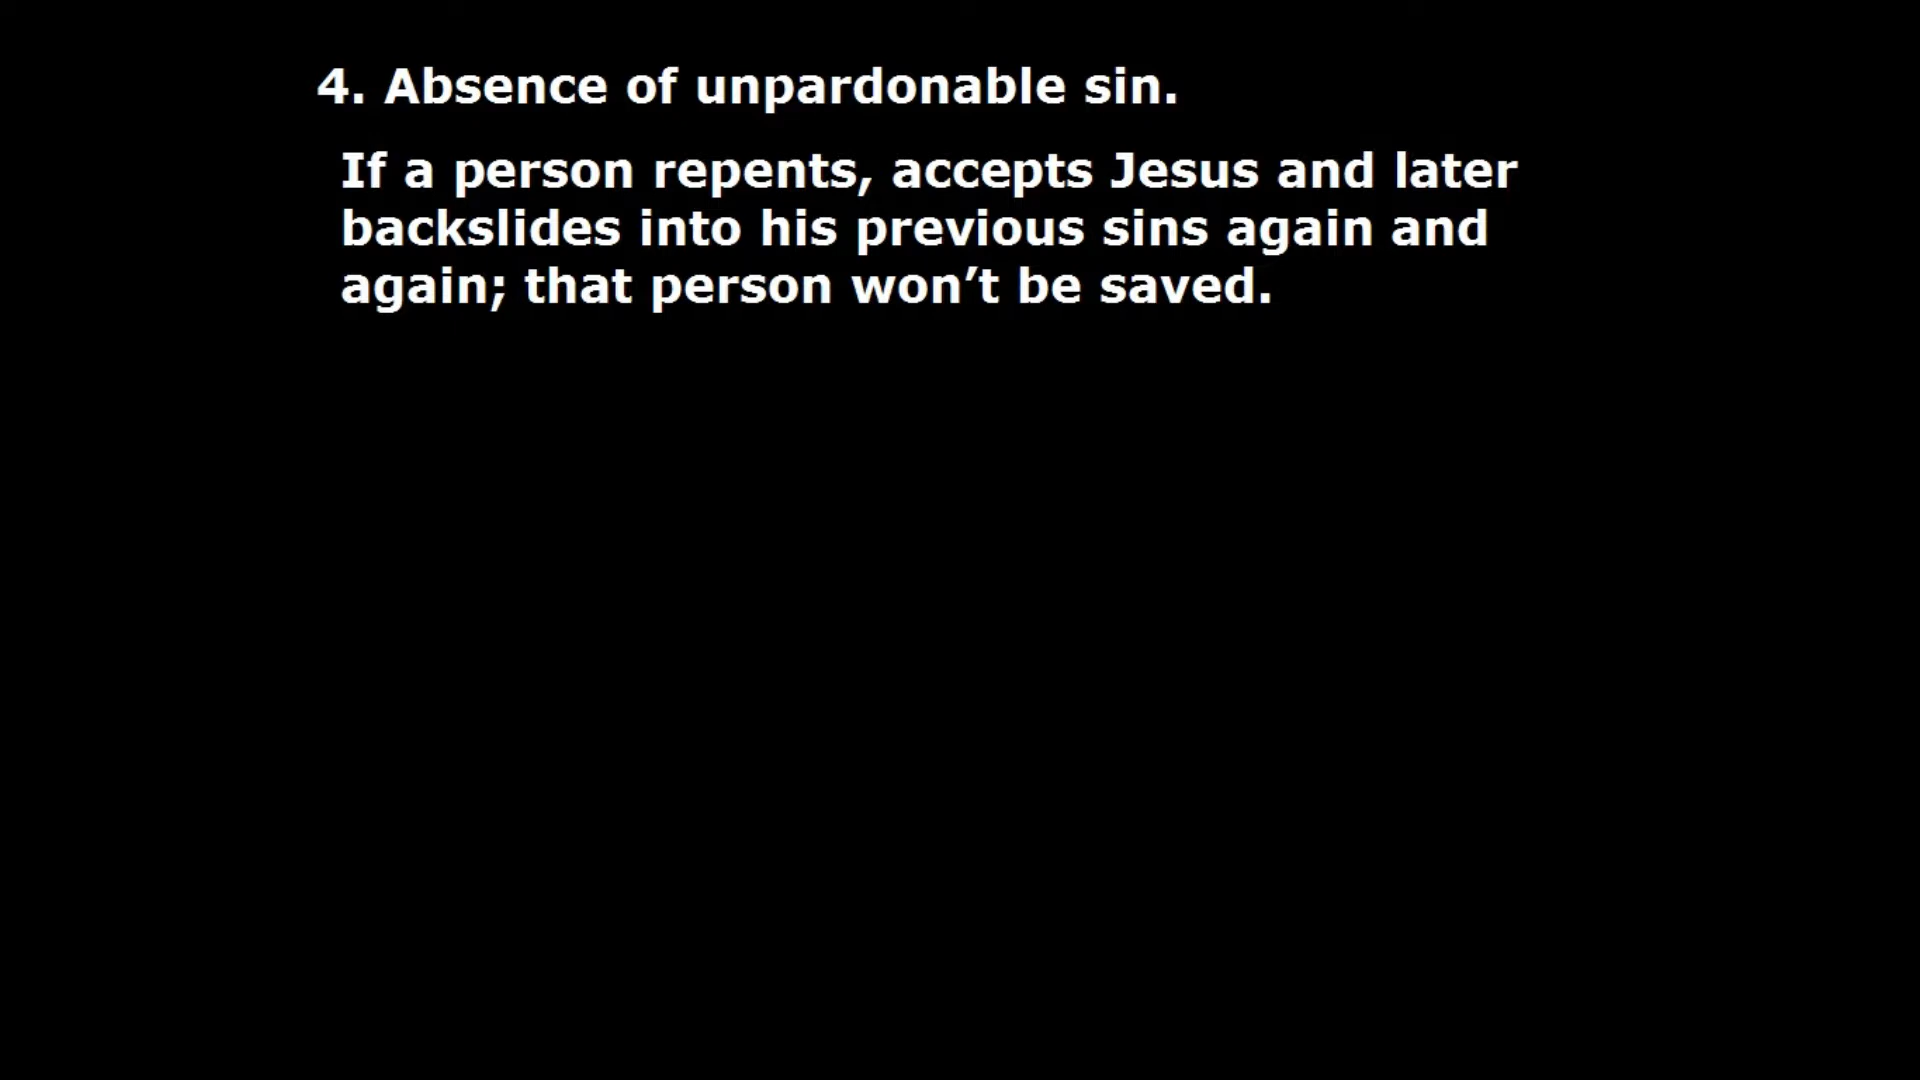 4. Absence of unpardonable sin.
If a person repents, accepts Jesus and later
backslides into his previous sins again and
again; that person won’t be saved.